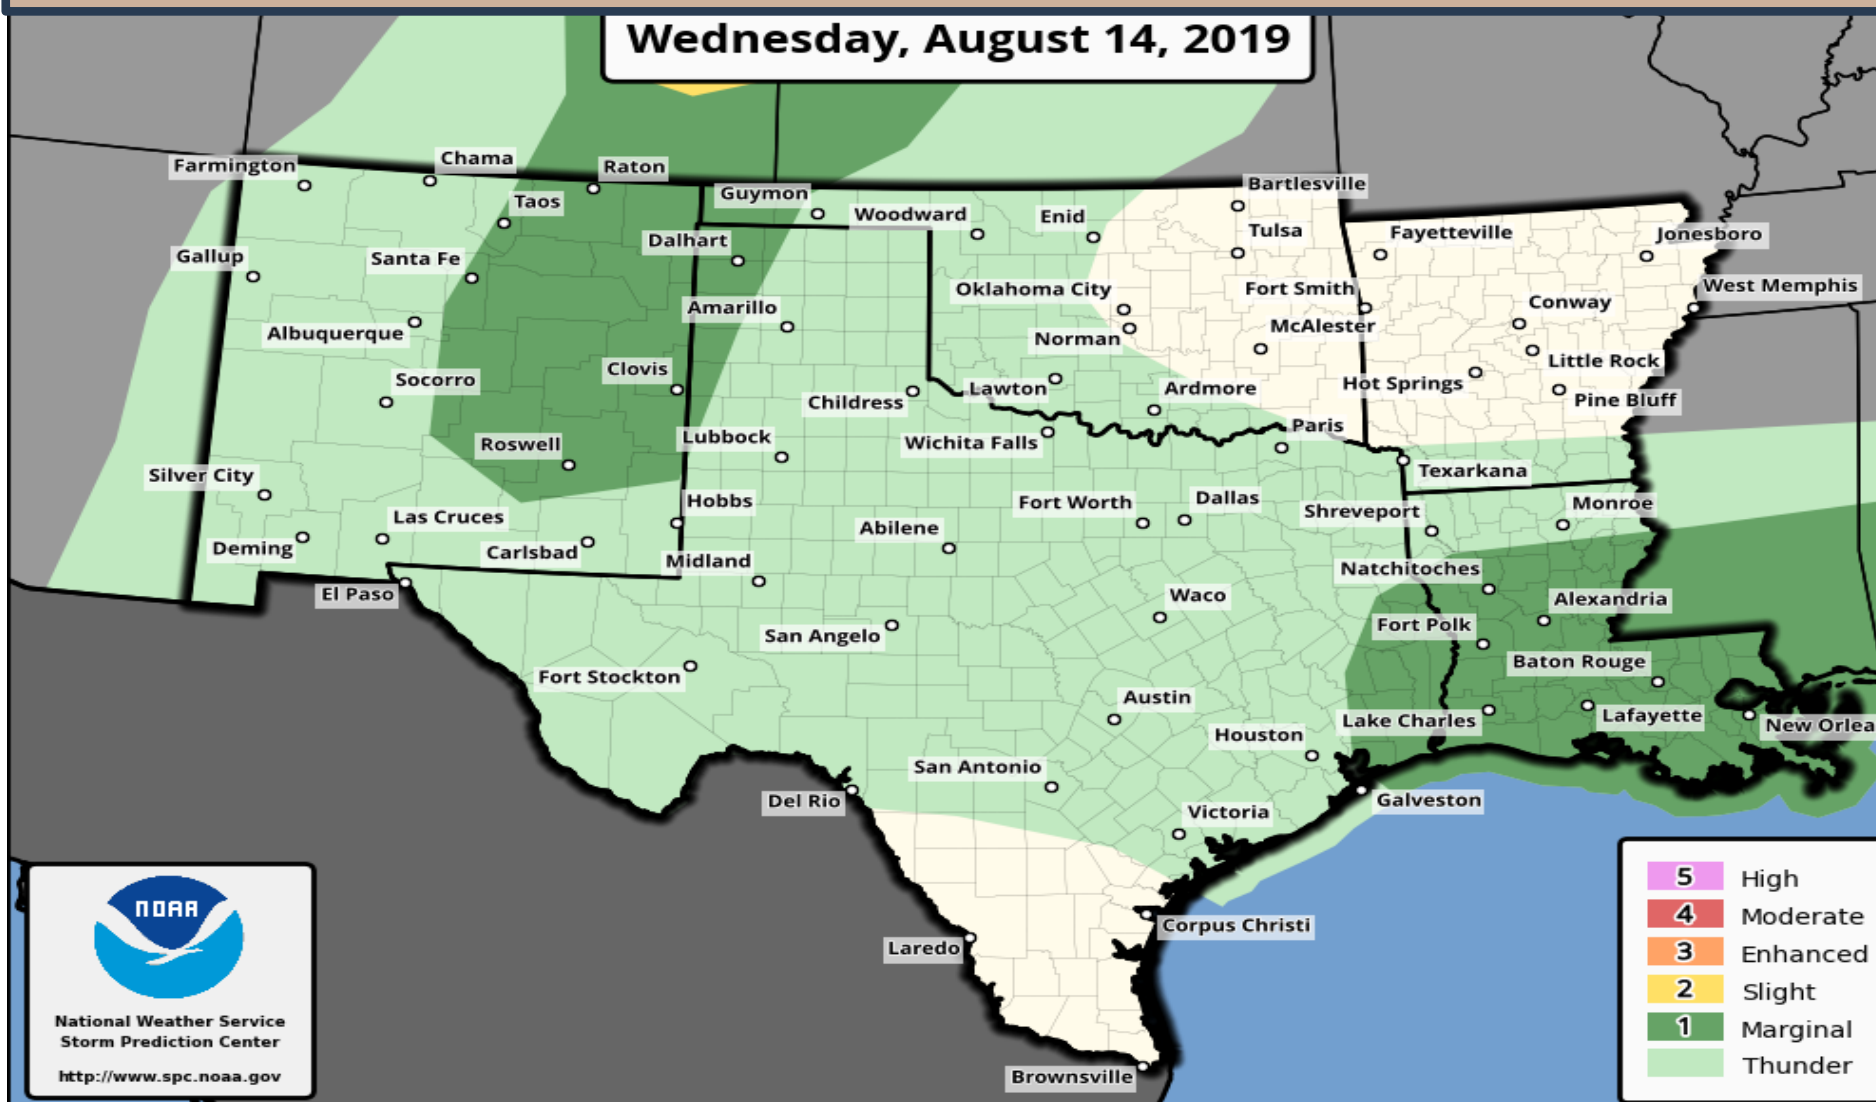 Wednesday, August 14, 2019
Farmington
Chama
Raton
Taos
Guymon
Woodward
Enid
Bartlesville
Tulsa
Fayetteville
Jonesboro
Gallup
Santa Fe
Dalhart
Oklahoma City
Fort Smith
Conway
West Memphis
Albuquerque
Amarillo
Norman
McAlester
Little Rock
Socorro
Clovis
Childress
Lawton
Ardmore
Hot Springs
Pine Bluff
Roswell
Lubbock
Wichita Falls
Paris
Texarkana
Silver City
Hobbs
Fort Worth
Dallas
Shreveport
Monroe
Las Cruces
Deming
Carlsbad
Midland
Abilene
Natchitoches
El Paso
Waco
Alexandria
San Angelo
Fort Polk
Fort Stockton
Baton Rouge
Austin
Lake Charles
Lafayette
New Orlea
Houston
San Antonio
Del Rio
Victoria
Galveston
Corpus Christi
Laredo
Brownsville
NOAA
National Weather Service
Storm Prediction Center
http://www.spc.noaa.gov
5 High
4 Moderate
3 Enhanced
2 Slight
1 Marginal
Thunder